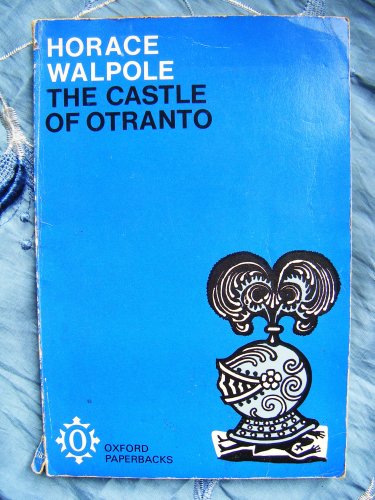 HORACE
WALPOLE
THE CASTLE
OF OTRANTO
O
OXFORD
PAPERBACKS